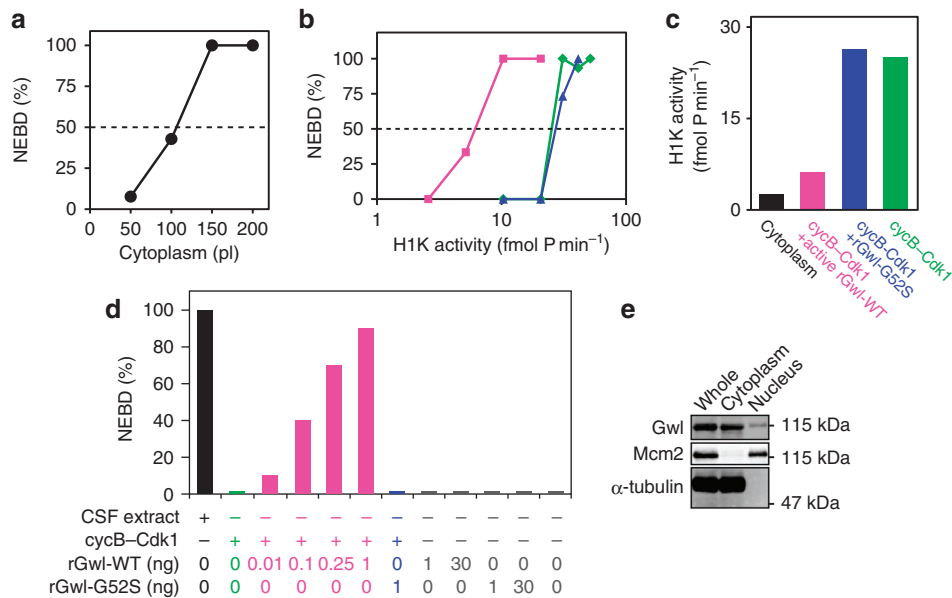 a
NEBD (%)
100
75
50
25
0
0 50 100 150 200
Cytoplasm (pl)
b
NEBD (%)
100
75
50
25
0
1 10 100
H1K activity (fmol P min⁻¹)
c
H1K activity
(fmol P min⁻¹)
30
15
0
Cytoplasm
cycB–Cdk1
+active rGwl-WT
cycB-Cdk1
+rGwl-G52S
cycB–Cdk1
d
NEBD (%)
100
80
60
40
20
0
CSF extract + – – – – – – – – – – –
cycB–Cdk1 – + + + + + + – – – – –
rGwl-WT (ng) 0 0 0.01 0.1 0.25 1 0 1 30 0 0 0
rGwl-G52S (ng) 0 0 0 0 0 0 1 0 0 1 30 0
e
Whole
Cytoplasm
Nucleus
Gwl
115 kDa
Mcm2
115 kDa
α-tubulin
47 kDa